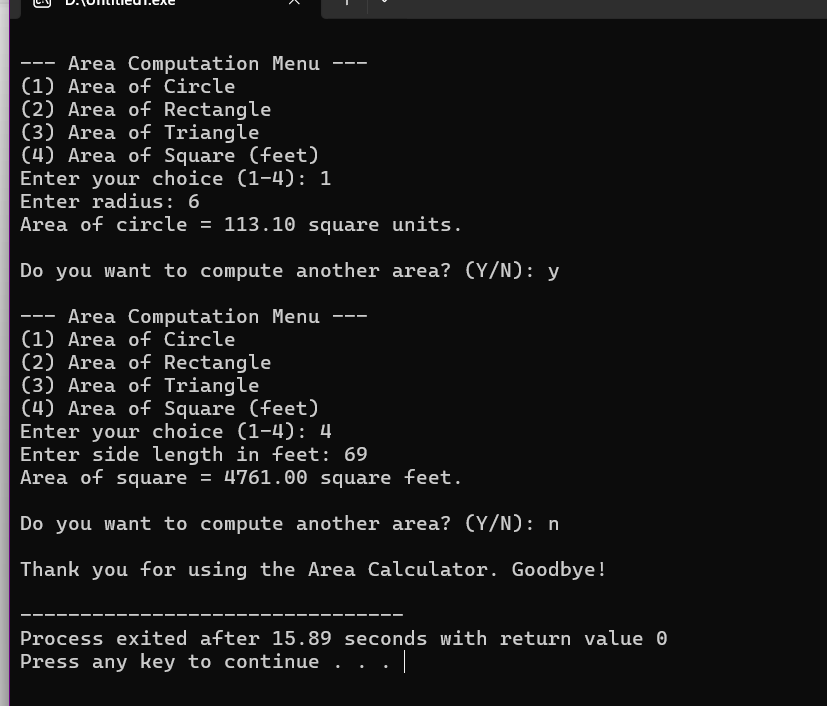 D:\Untitled1.exe
--- Area Computation Menu ---
(1) Area of Circle
(2) Area of Rectangle
(3) Area of Triangle
(4) Area of Square (feet)
Enter your choice (1-4): 1
Enter radius: 6
Area of circle = 113.10 square units.
Do you want to compute another area? (Y/N): y
--- Area Computation Menu ---
(1) Area of Circle
(2) Area of Rectangle
(3) Area of Triangle
(4) Area of Square (feet)
Enter your choice (1-4): 4
Enter side length in feet: 69
Area of square = 4761.00 square feet.
Do you want to compute another area? (Y/N): n
Thank you for using the Area Calculator. Goodbye!
--------------------------------
Process exited after 15.89 seconds with return value 0
Press any key to continue . . .